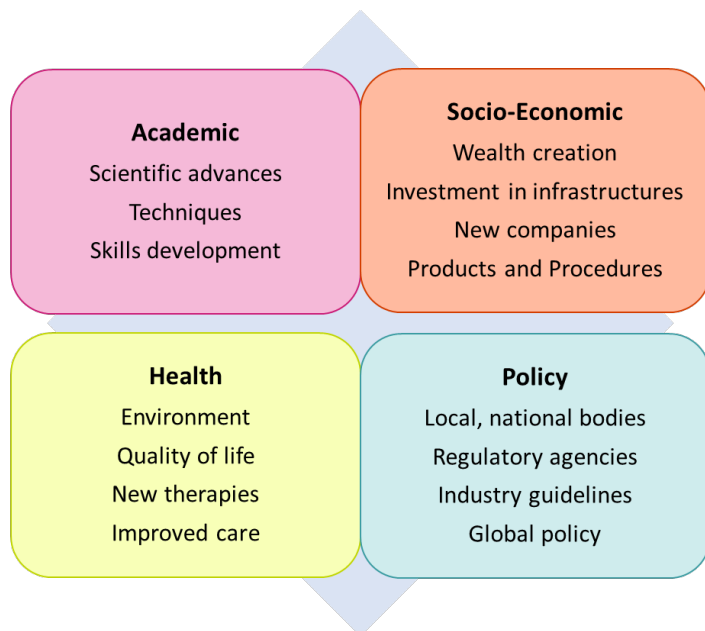 Academic
Scientific advances
Techniques
Skills development
Socio-Economic
Wealth creation
Investment in infrastructures
New companies
Products and Procedures
Health
Environment
Quality of life
New therapies
Improved care
Policy
Local, national bodies
Regulatory agencies
Industry guidelines
Global policy